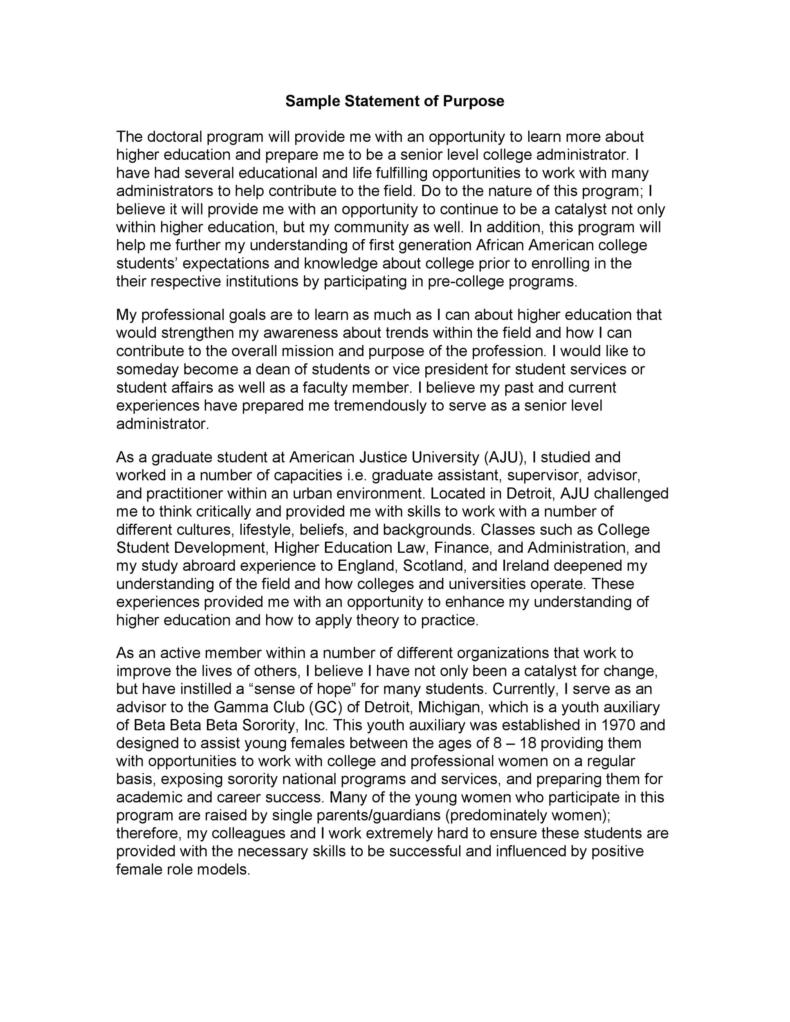 Sample Statement of Purpose
The doctoral program will provide me with an opportunity to learn more about
higher education and prepare me to be a senior level college administrator. I
have had several educational and life fulfilling opportunities to work with many
administrators to help contribute to the field. Do to the nature of this program; I
believe it will provide me with an opportunity to continue to be a catalyst not only
within higher education, but my community as well. In addition, this program will
help me further my understanding of first generation African American college
students’ expectations and knowledge about college prior to enrolling in the
their respective institutions by participating in pre-college programs.
My professional goals are to learn as much as I can about higher education that
would strengthen my awareness about trends within the field and how I can
contribute to the overall mission and purpose of the profession. I would like to
someday become a dean of students or vice president for student services or
student affairs as well as a faculty member. I believe my past and current
experiences have prepared me tremendously to serve as a senior level
administrator.
As a graduate student at American Justice University (AJU), I studied and
worked in a number of capacities i.e. graduate assistant, supervisor, advisor,
and practitioner within an urban environment. Located in Detroit, AJU challenged
me to think critically and provided me with skills to work with a number of
different cultures, lifestyle, beliefs, and backgrounds. Classes such as College
Student Development, Higher Education Law, Finance, and Administration, and
my study abroad experience to England, Scotland, and Ireland deepened my
understanding of the field and how colleges and universities operate. These
experiences provided me with an opportunity to enhance my understanding of
higher education and how to apply theory to practice.
As an active member within a number of different organizations that work to
improve the lives of others, I believe I have not only been a catalyst for change,
but have instilled a “sense of hope” for many students. Currently, I serve as an
advisor to the Gamma Club (GC) of Detroit, Michigan, which is a youth auxiliary
of Beta Beta Beta Sorority, Inc. This youth auxiliary was established in 1970 and
designed to assist young females between the ages of 8 – 18 providing them
with opportunities to work with college and professional women on a regular
basis, exposing sorority national programs and services, and preparing them for
academic and career success. Many of the young women who participate in this
program are raised by single parents/guardians (predominately women);
therefore, my colleagues and I work extremely hard to ensure these students are
provided with the necessary skills to be successful and influenced by positive
female role models.